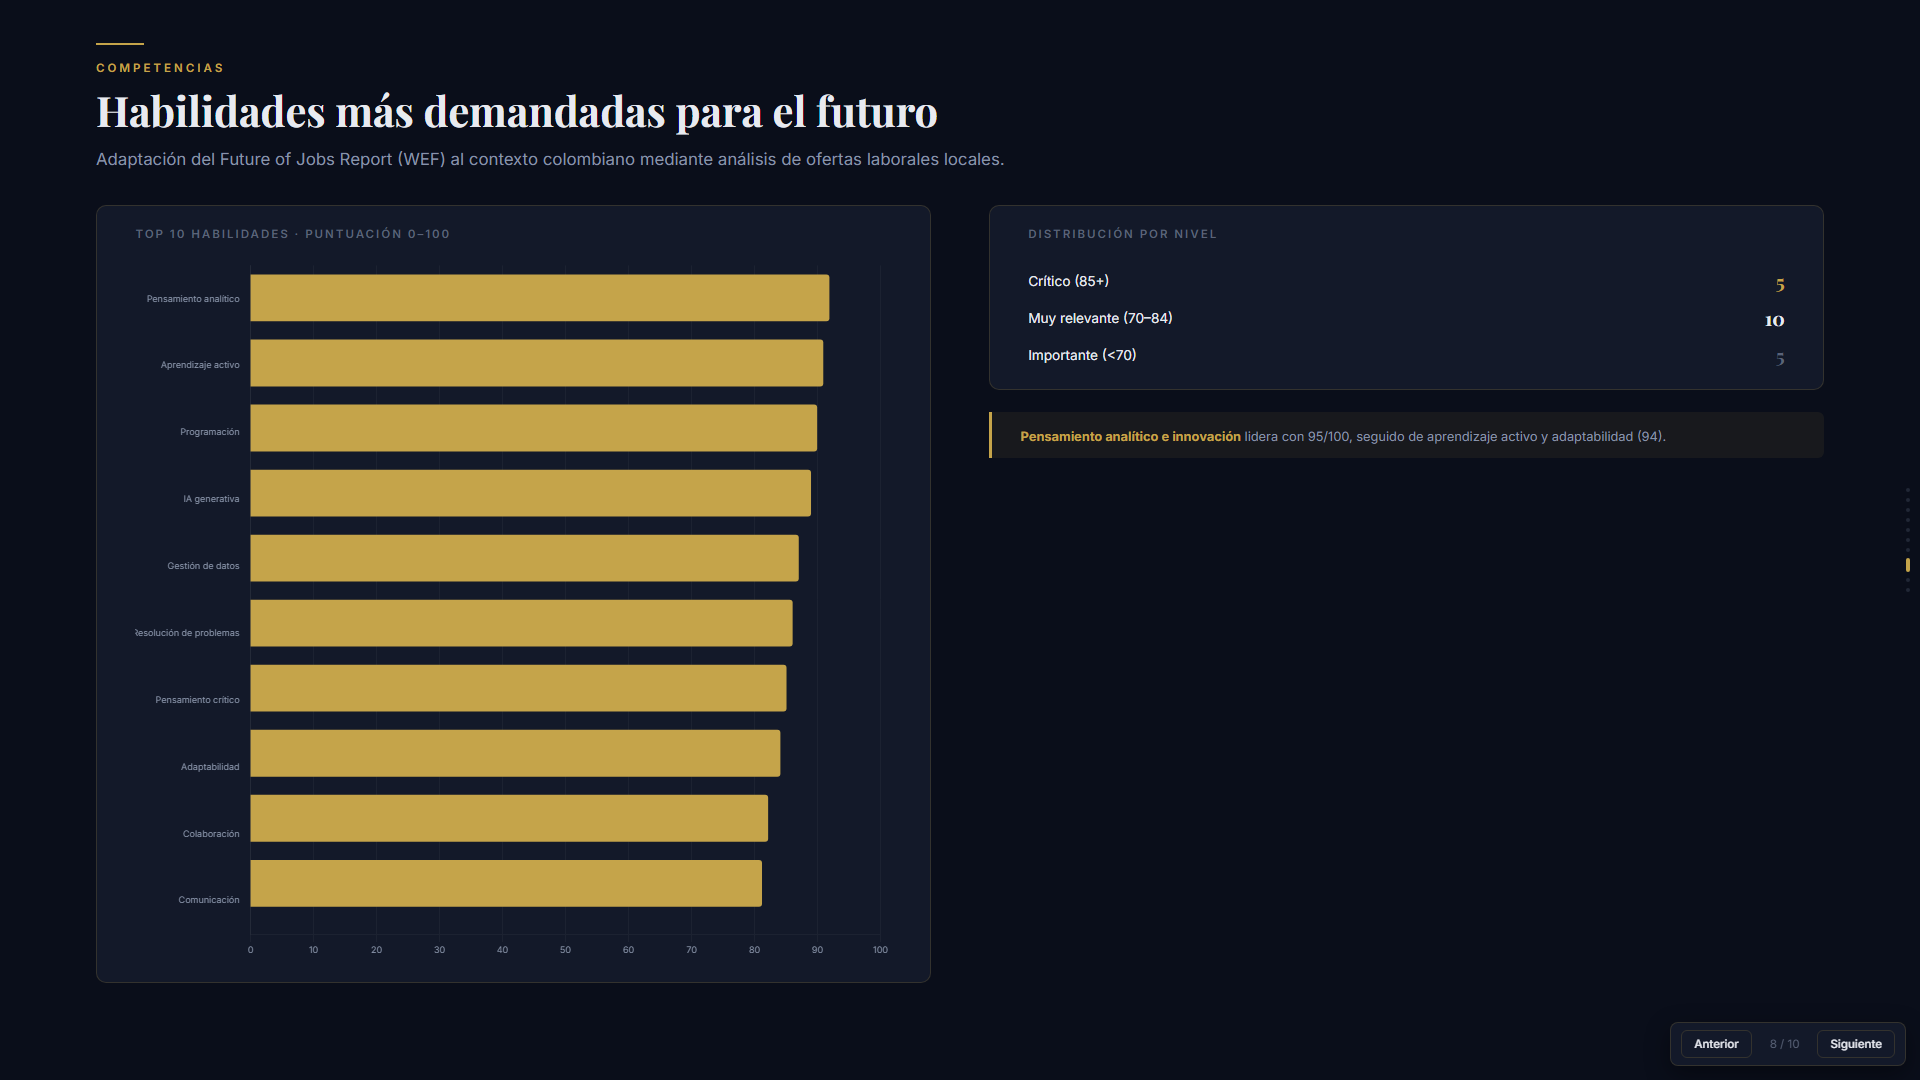 COMPETENCIAS
Habilidades más demandadas para el futuro
Adaptación del Future of Jobs Report (WEF) al contexto colombiano mediante análisis de ofertas laborales locales.
TOP 10 HABILIDADES · PUNTUACIÓN 0–100
Pensamiento analítico
Aprendizaje activo
Programación
IA generativa
Gestión de datos
Resolución de problemas
Pensamiento crítico
Adaptabilidad
Colaboración
Comunicación
0 10 20 30 40 50 60 70 80 90 100
DISTRIBUCIÓN POR NIVEL
Crítico (85+) 5
Muy relevante (70–84) 10
Importante (<70) 5
Pensamiento analítico e innovación lidera con 95/100, seguido de aprendizaje activo y adaptabilidad (94).
Anterior 8 / 10 Siguiente